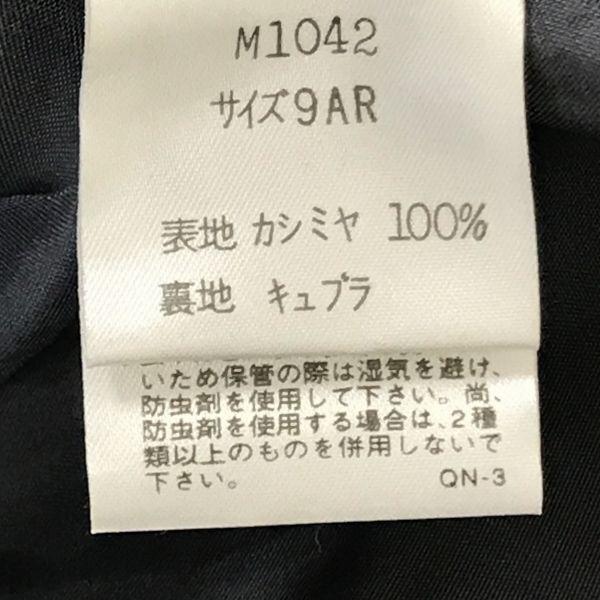 M1042
サイズ9AR
表地 カシミヤ 100%
裏地 キュプラ
いため保管の際は湿気を避け、
防虫剤を使用して下さい。尚、
防虫剤を使用する場合は、2種
類以上のものを併用しないで
下さい。 QN-3